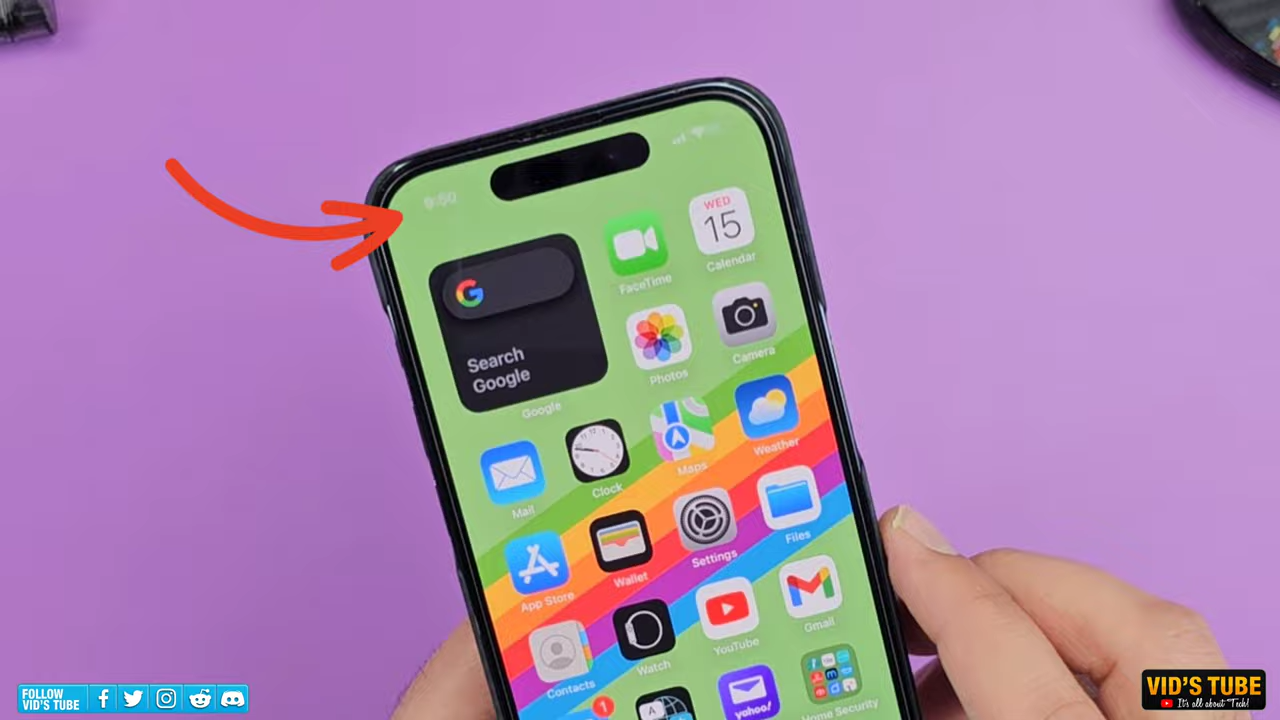 9:50
WED
15
Calendar
FaceTime
G
Search
Google
Google
Photos
Camera
Mail
Clock
Maps
Weather
App Store
Wallet
Settings
Files
Contacts
Watch
YouTube
Gmail
1
A
yahoo!
Home Security
FOLLOW
VID'S TUBE
VID'S TUBE
It's all about "Tech!